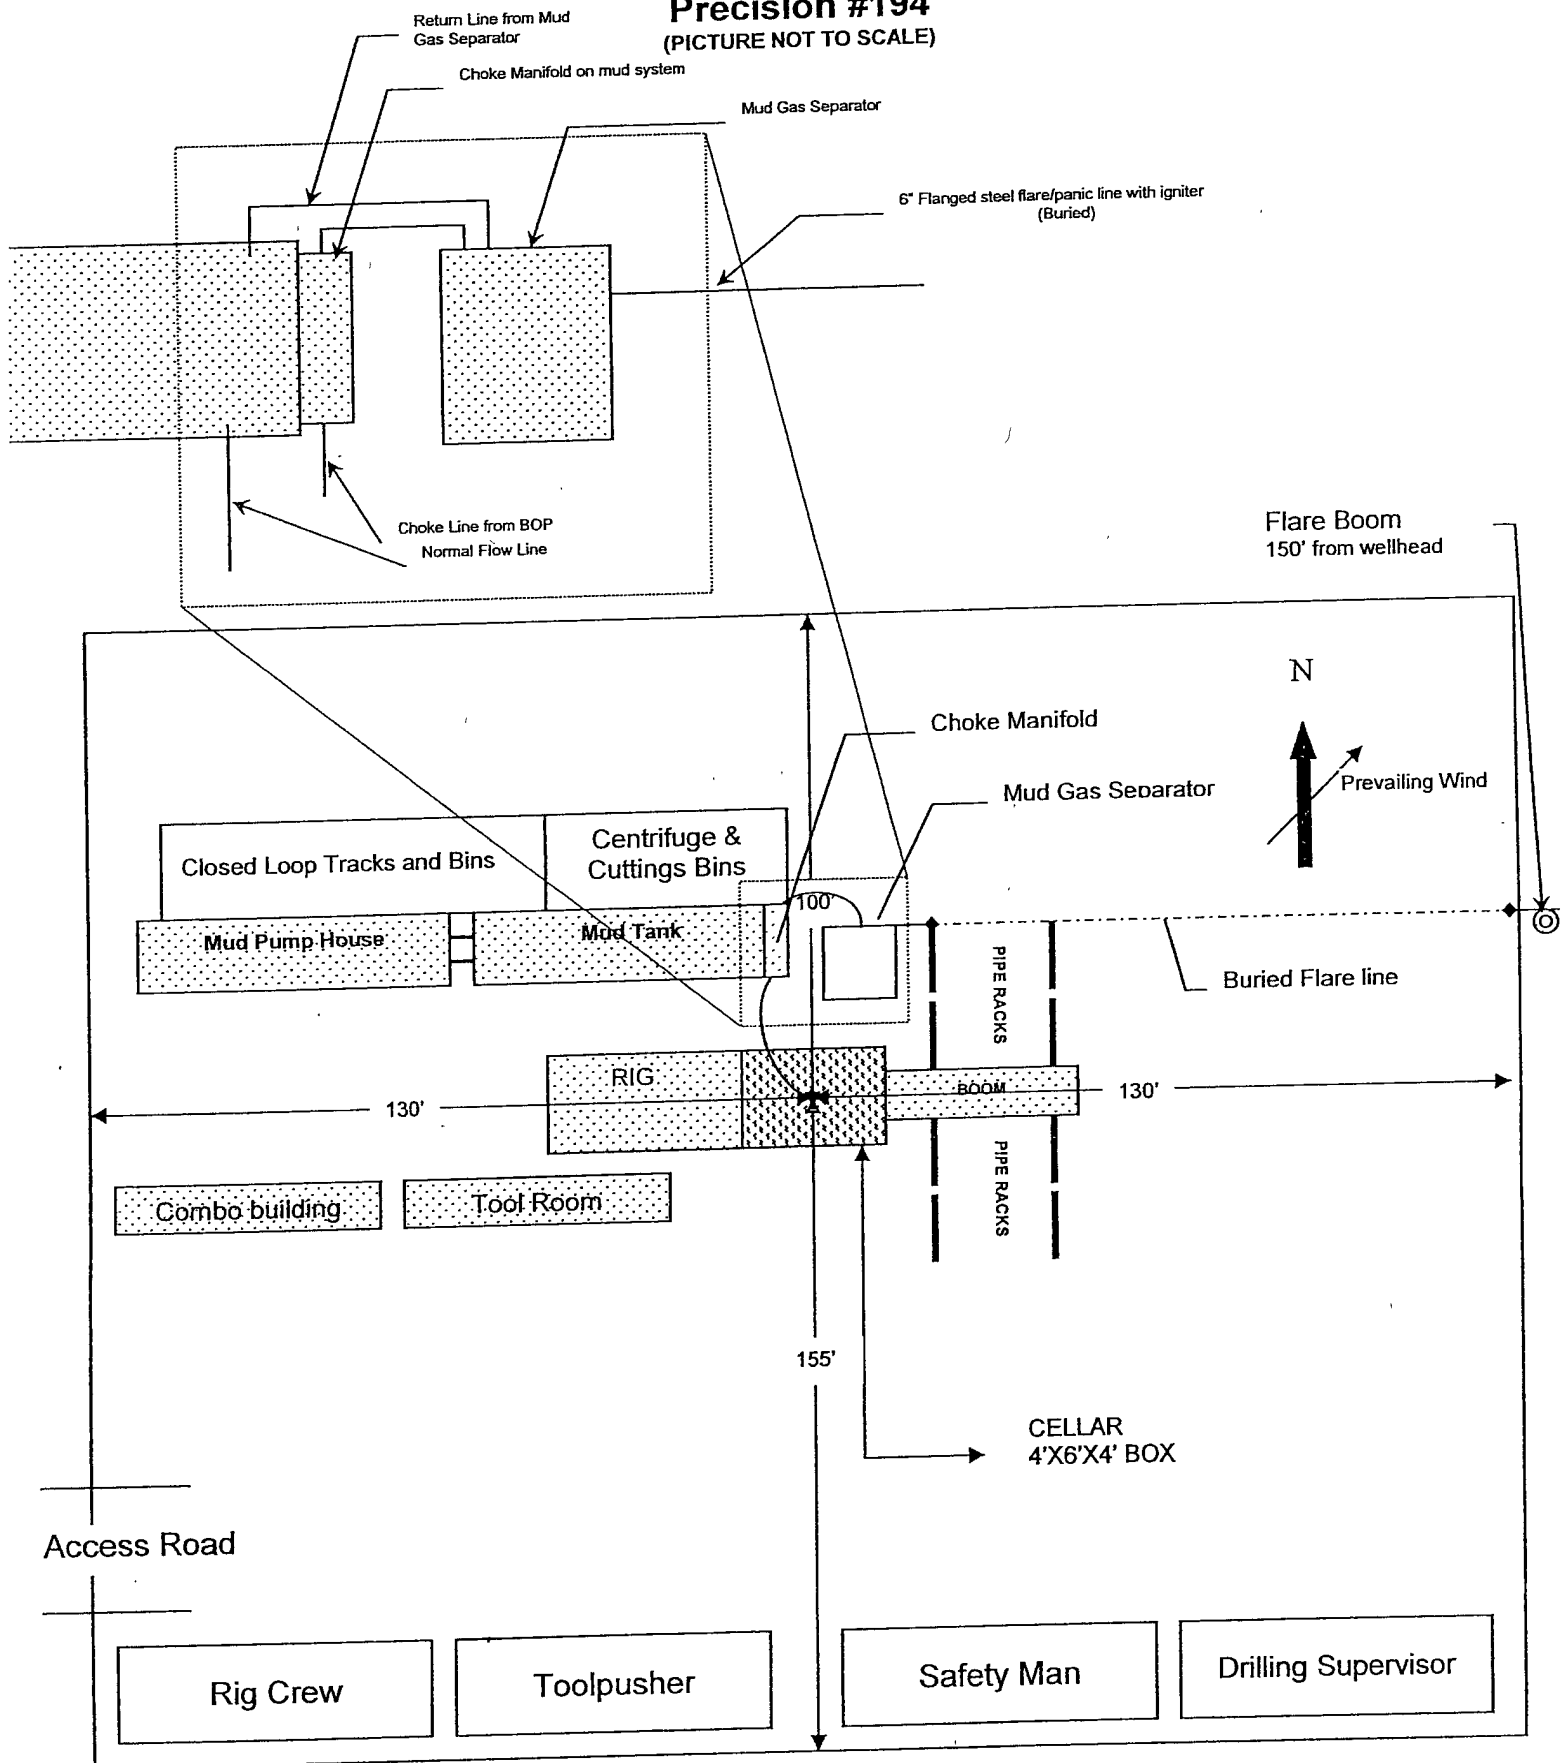 Precision #194
(PICTURE NOT TO SCALE)
Return Line from Mud
Gas Separator
Choke Manifold on mud system
Mud Gas Separator
6" Flanged steel flare/panic line with igniter
(Buried)
Choke Line from BOP
Normal Flow Line
Flare Boom
150' from wellhead
N
Prevailing Wind
Choke Manifold
Mud Gas Separator
Closed Loop Tracks and Bins
Centrifuge &
Cuttings Bins
100'
Mud Pump House
Mud Tank
PIPE RACKS
Buried Flare line
RIG
BOOM
130'
130'
PIPE RACKS
Combo building
Tool Room
155'
CELLAR
4'X6'X4' BOX
Access Road
Rig Crew
Toolpusher
Safety Man
Drilling Supervisor